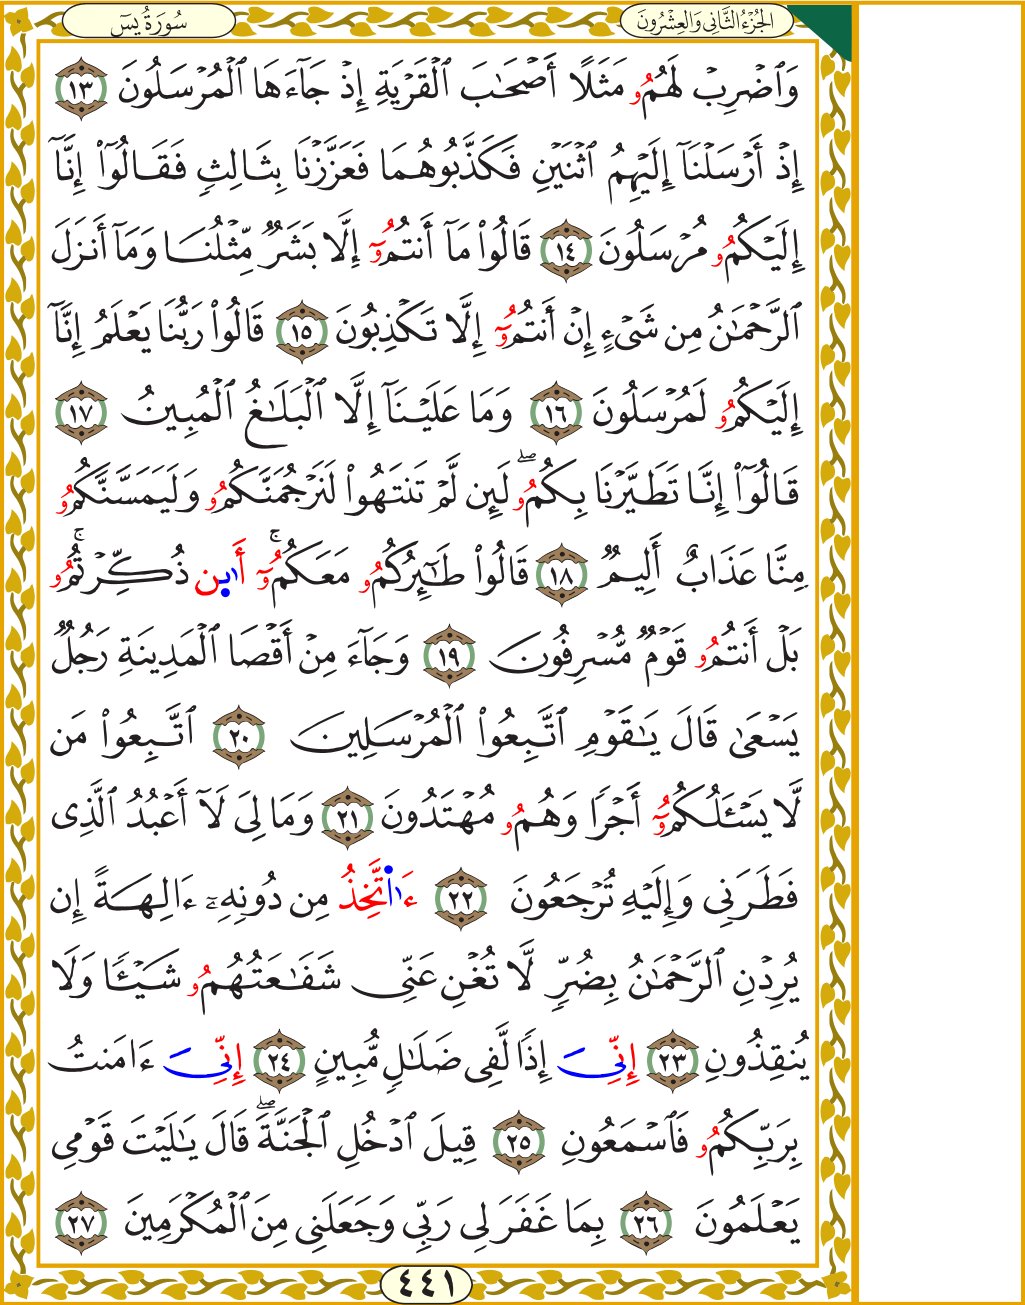 الجُزْءُ الثَّانِي وَالعِشْرُونَ
سُورَةُ يسٓ
وَٱضْرِبْ لَهُمُۥ مَثَلًا أَصْحَٰبَ ٱلْقَرْيَةِ إِذْ جَآءَهَا ٱلْمُرْسَلُونَ ١٣
إِذْ أَرْسَلْنَآ إِلَيْهِمُ ٱثْنَيْنِ فَكَذَّبُوهُمَا فَعَزَّزْنَا بِثَالِثٍ فَقَالُوٓا۟ إِنَّآ
إِلَيْكُمُۥ مُرْسَلُونَ ١٤ قَالُوا۟ مَآ أَنتُمُۥٓ إِلَّا بَشَرٌ مِّثْلُنَا وَمَآ أَنزَلَ
ٱلرَّحْمَٰنُ مِن شَىْءٍ إِنْ أَنتُمُۥٓ إِلَّا تَكْذِبُونَ ١٥ قَالُوا۟ رَبُّنَا يَعْلَمُ إِنَّآ
إِلَيْكُمُۥ لَمُرْسَلُونَ ١٦ وَمَا عَلَيْنَآ إِلَّا ٱلْبَلَٰغُ ٱلْمُبِينُ ١٧
قَالُوٓا۟ إِنَّا تَطَيَّرْنَا بِكُمُۥۖ لَئِن لَّمْ تَنتَهُوا۟ لَنَرْجُمَنَّكُمُۥ وَلَيَمَسَّنَّكُمُۥ
مِنَّا عَذَابٌ أَلِيمٌ ١٨ قَالُوا۟ طَٰٓئِرُكُمُۥ مَعَكُمُۥٓۚ أَا۪ن ذُكِّرْتُمُۥۚ
بَلْ أَنتُمُۥ قَوْمٌ مُّسْرِفُونَ ١٩ وَجَآءَ مِنْ أَقْصَا ٱلْمَدِينَةِ رَجُلٌ
يَسْعَىٰ قَالَ يَٰقَوْمِ ٱتَّبِعُوا۟ ٱلْمُرْسَلِينَ ٢٠ ٱتَّبِعُوا۟ مَن
لَّا يَسْـَٔلُكُمُۥٓ أَجْرًا وَهُمُۥ مُهْتَدُونَ ٢١ وَمَا لِىَ لَآ أَعْبُدُ ٱلَّذِى
فَطَرَنِى وَإِلَيْهِ تُرْجَعُونَ ٢٢ ءَا۬تَّخِذُ مِن دُونِهِۦٓ ءَالِهَةً إِن
يُرِدْنِ ٱلرَّحْمَٰنُ بِضُرٍّ لَّا تُغْنِ عَنِّى شَفَٰعَتُهُمُۥ شَيْـًٔا وَلَا
يُنقِذُونِ ٢٣ إِنِّىَ إِذًا لَّفِى ضَلَٰلٍ مُّبِينٍ ٢٤ إِنِّىَ ءَامَنتُ
بِرَبِّكُمُۥ فَٱسْمَعُونِ ٢٥ قِيلَ ٱدْخُلِ ٱلْجَنَّةَۖ قَالَ يَٰلَيْتَ قَوْمِى
يَعْلَمُونَ ٢٦ بِمَا غَفَرَ لِى رَبِّى وَجَعَلَنِى مِنَ ٱلْمُكْرَمِينَ ٢٧
٤٤١